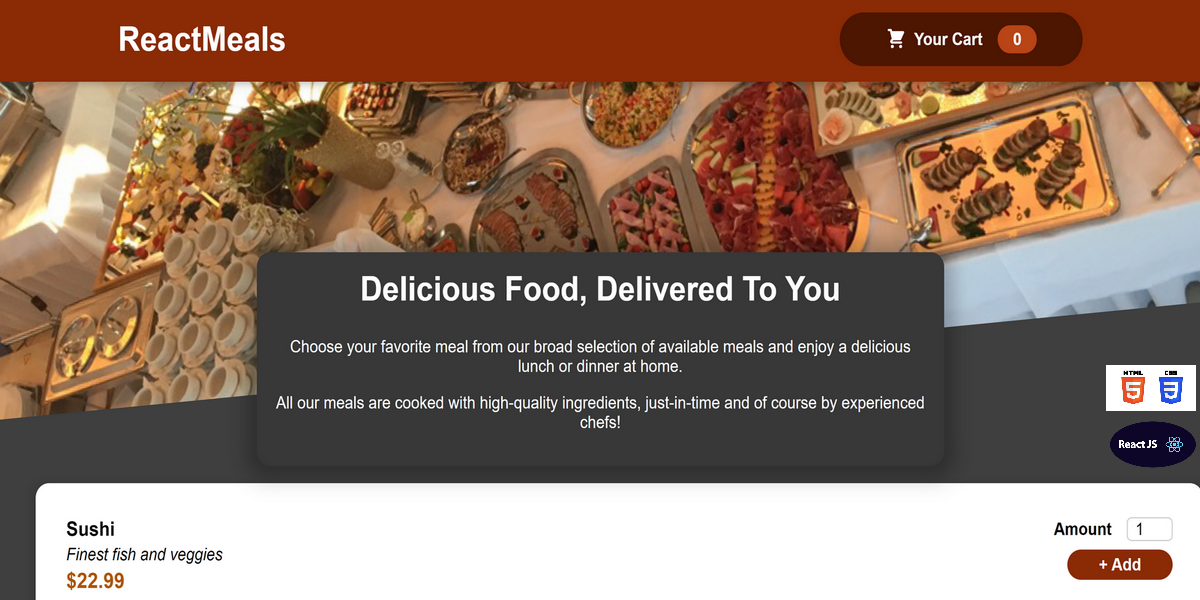 ReactMeals
Your Cart 0
Delicious Food, Delivered To You
Choose your favorite meal from our broad selection of available meals and enjoy a delicious
lunch or dinner at home.
All our meals are cooked with high-quality ingredients, just-in-time and of course by experienced
chefs!
HTML CSS
5 3
React JS
Sushi
Amount 1
Finest fish and veggies
+ Add
$22.99